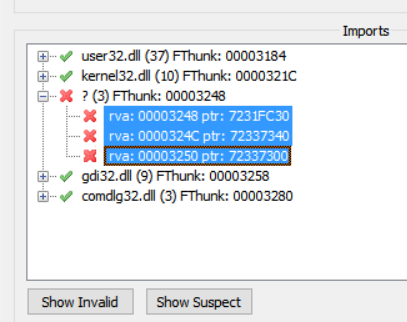 Imports
user32.dll (37) FThunk: 00003184
kernel32.dll (10) FThunk: 0000321C
? (3) FThunk: 00003248
rva: 00003248 ptr: 7231FC30
rva: 0000324C ptr: 72337340
rva: 00003250 ptr: 72337300
gdi32.dll (9) FThunk: 00003258
comdlg32.dll (3) FThunk: 00003280
Show Invalid Show Suspect